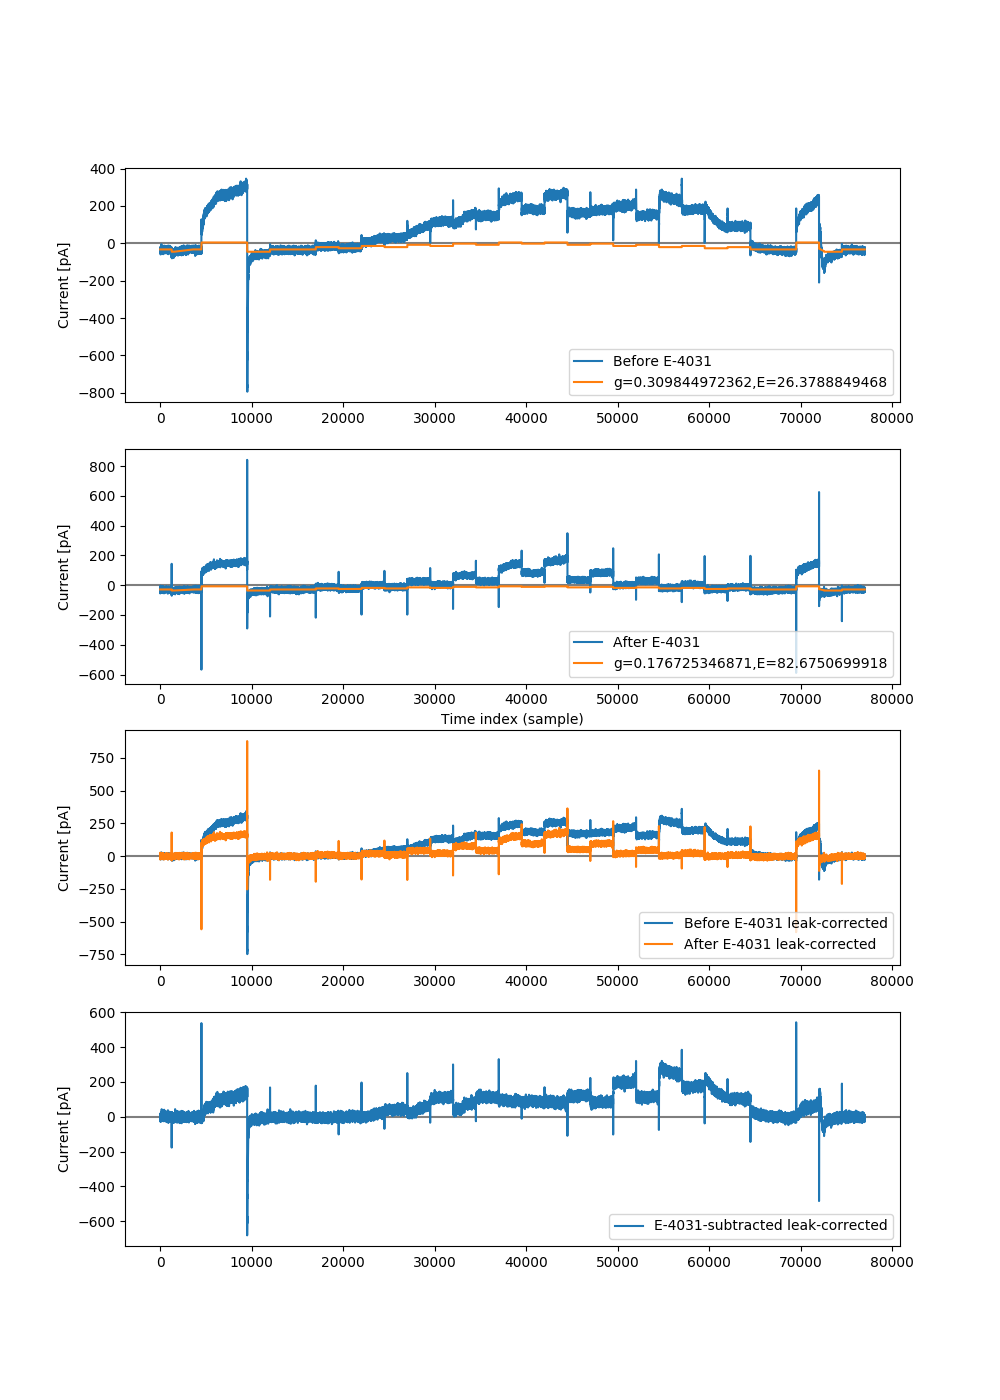 400
200
0
−200
−400
−600
−800
Current [pA]
Before E-4031
g=0.309844972362,E=26.3788849468
0 10000 20000 30000 40000 50000 60000 70000 80000
800
600
400
200
0
−200
−400
−600
Current [pA]
After E-4031
g=0.176725346871,E=82.6750699918
0 10000 20000 30000 40000 50000 60000 70000 80000
Time index (sample)
750
500
250
0
−250
−500
−750
Current [pA]
Before E-4031 leak-corrected
After E-4031 leak-corrected
0 10000 20000 30000 40000 50000 60000 70000 80000
600
400
200
0
−200
−400
−600
Current [pA]
E-4031-subtracted leak-corrected
0 10000 20000 30000 40000 50000 60000 70000 80000